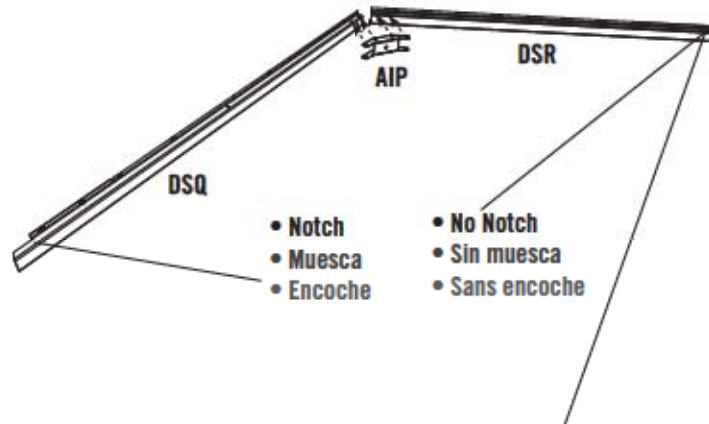 AIP
DSR
DSQ
• Notch
• Muesca
• Encoche
• No Notch
• Sin muesca
• Sans encoche